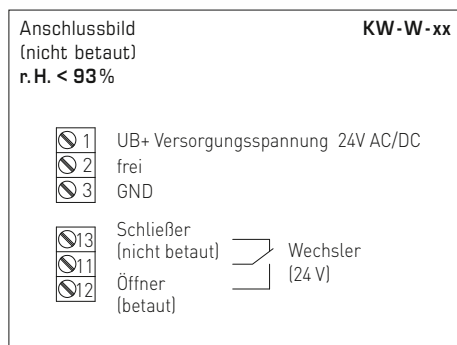 Anschlussbild KW-W-xx
(nicht betaut)
r.H. < 93%
1 UB+ Versorgungsspannung 24V AC/DC
2 frei
3 GND
13 Schließer
(nicht betaut)
11
12 Öffner
(betaut)
Wechsler
(24 V)